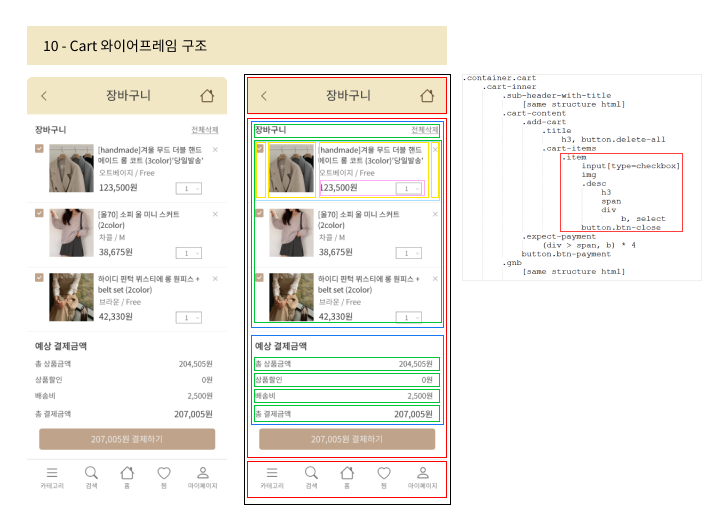 10 - Cart 와이어프레임 구조
장바구니
장바구니
전체삭제
[handmade]겨울 무드 더블 핸드
메이드 롱 코트 (3color)'당일발송'
오트베이지 / Free
123,500원
1
[울70] 소피 울 미니 스커트
(2color)
차콜 / M
38,675원
1
하이디 핀턱 뷔스티에 롱 원피스 +
belt set (2color)
브라운 / Free
42,330원
1
예상 결제금액
총 상품금액 204,505원
상품할인 0원
배송비 2,500원
총 결제금액 207,005원
207,005원 결제하기
카테고리 검색 홈 찜 마이페이지
장바구니
장바구니
전체삭제
[handmade]겨울 무드 더블 핸드
메이드 롱 코트 (3color)'당일발송'
오트베이지 / Free
123,500원
1
[울70] 소피 울 미니 스커트
(2color)
차콜 / M
38,675원
1
하이디 핀턱 뷔스티에 롱 원피스 +
belt set (2color)
브라운 / Free
42,330원
1
예상 결제금액
총 상품금액 204,505원
상품할인 0원
배송비 2,500원
총 결제금액 207,005원
207,005원 결제하기
카테고리 검색 홈 찜 마이페이지
.container.cart
.cart-inner
.sub-header-with-title
[same structure html]
.cart-content
.add-cart
.title
h3, button.delete-all
.cart-items
.item
input[type=checkbox]
img
.desc
h3
span
div
b, select
button.btn-close
.expect-payment
(div > span, b) * 4
button.btn-payment
.gnb
[same structure html]